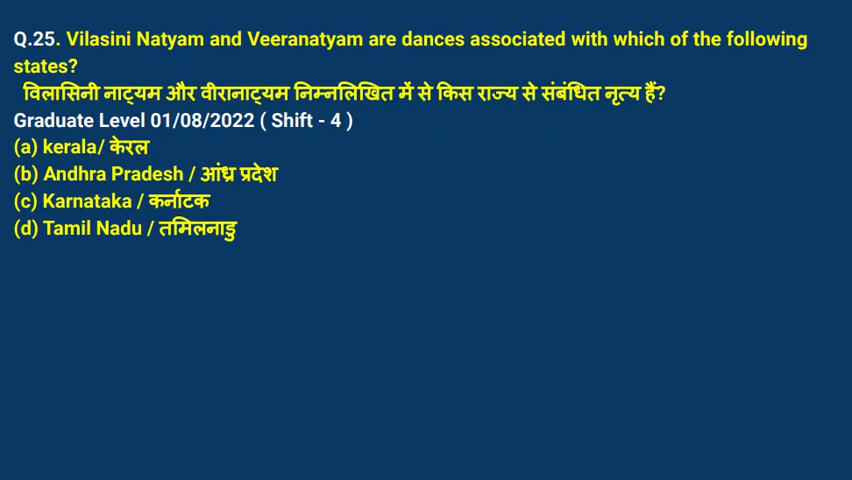 Q.25. Vilasini Natyam and Veeranatyam are dances associated with which of the following
states?
विलासिनी नाट्यम और वीरानाट्यम निम्नलिखित में से किस राज्य से संबंधित नृत्य हैं?
Graduate Level 01/08/2022 ( Shift - 4 )
(a) kerala/ केरल
(b) Andhra Pradesh / आंध्र प्रदेश
(c) Karnataka / कर्नाटक
(d) Tamil Nadu / तमिलनाडु